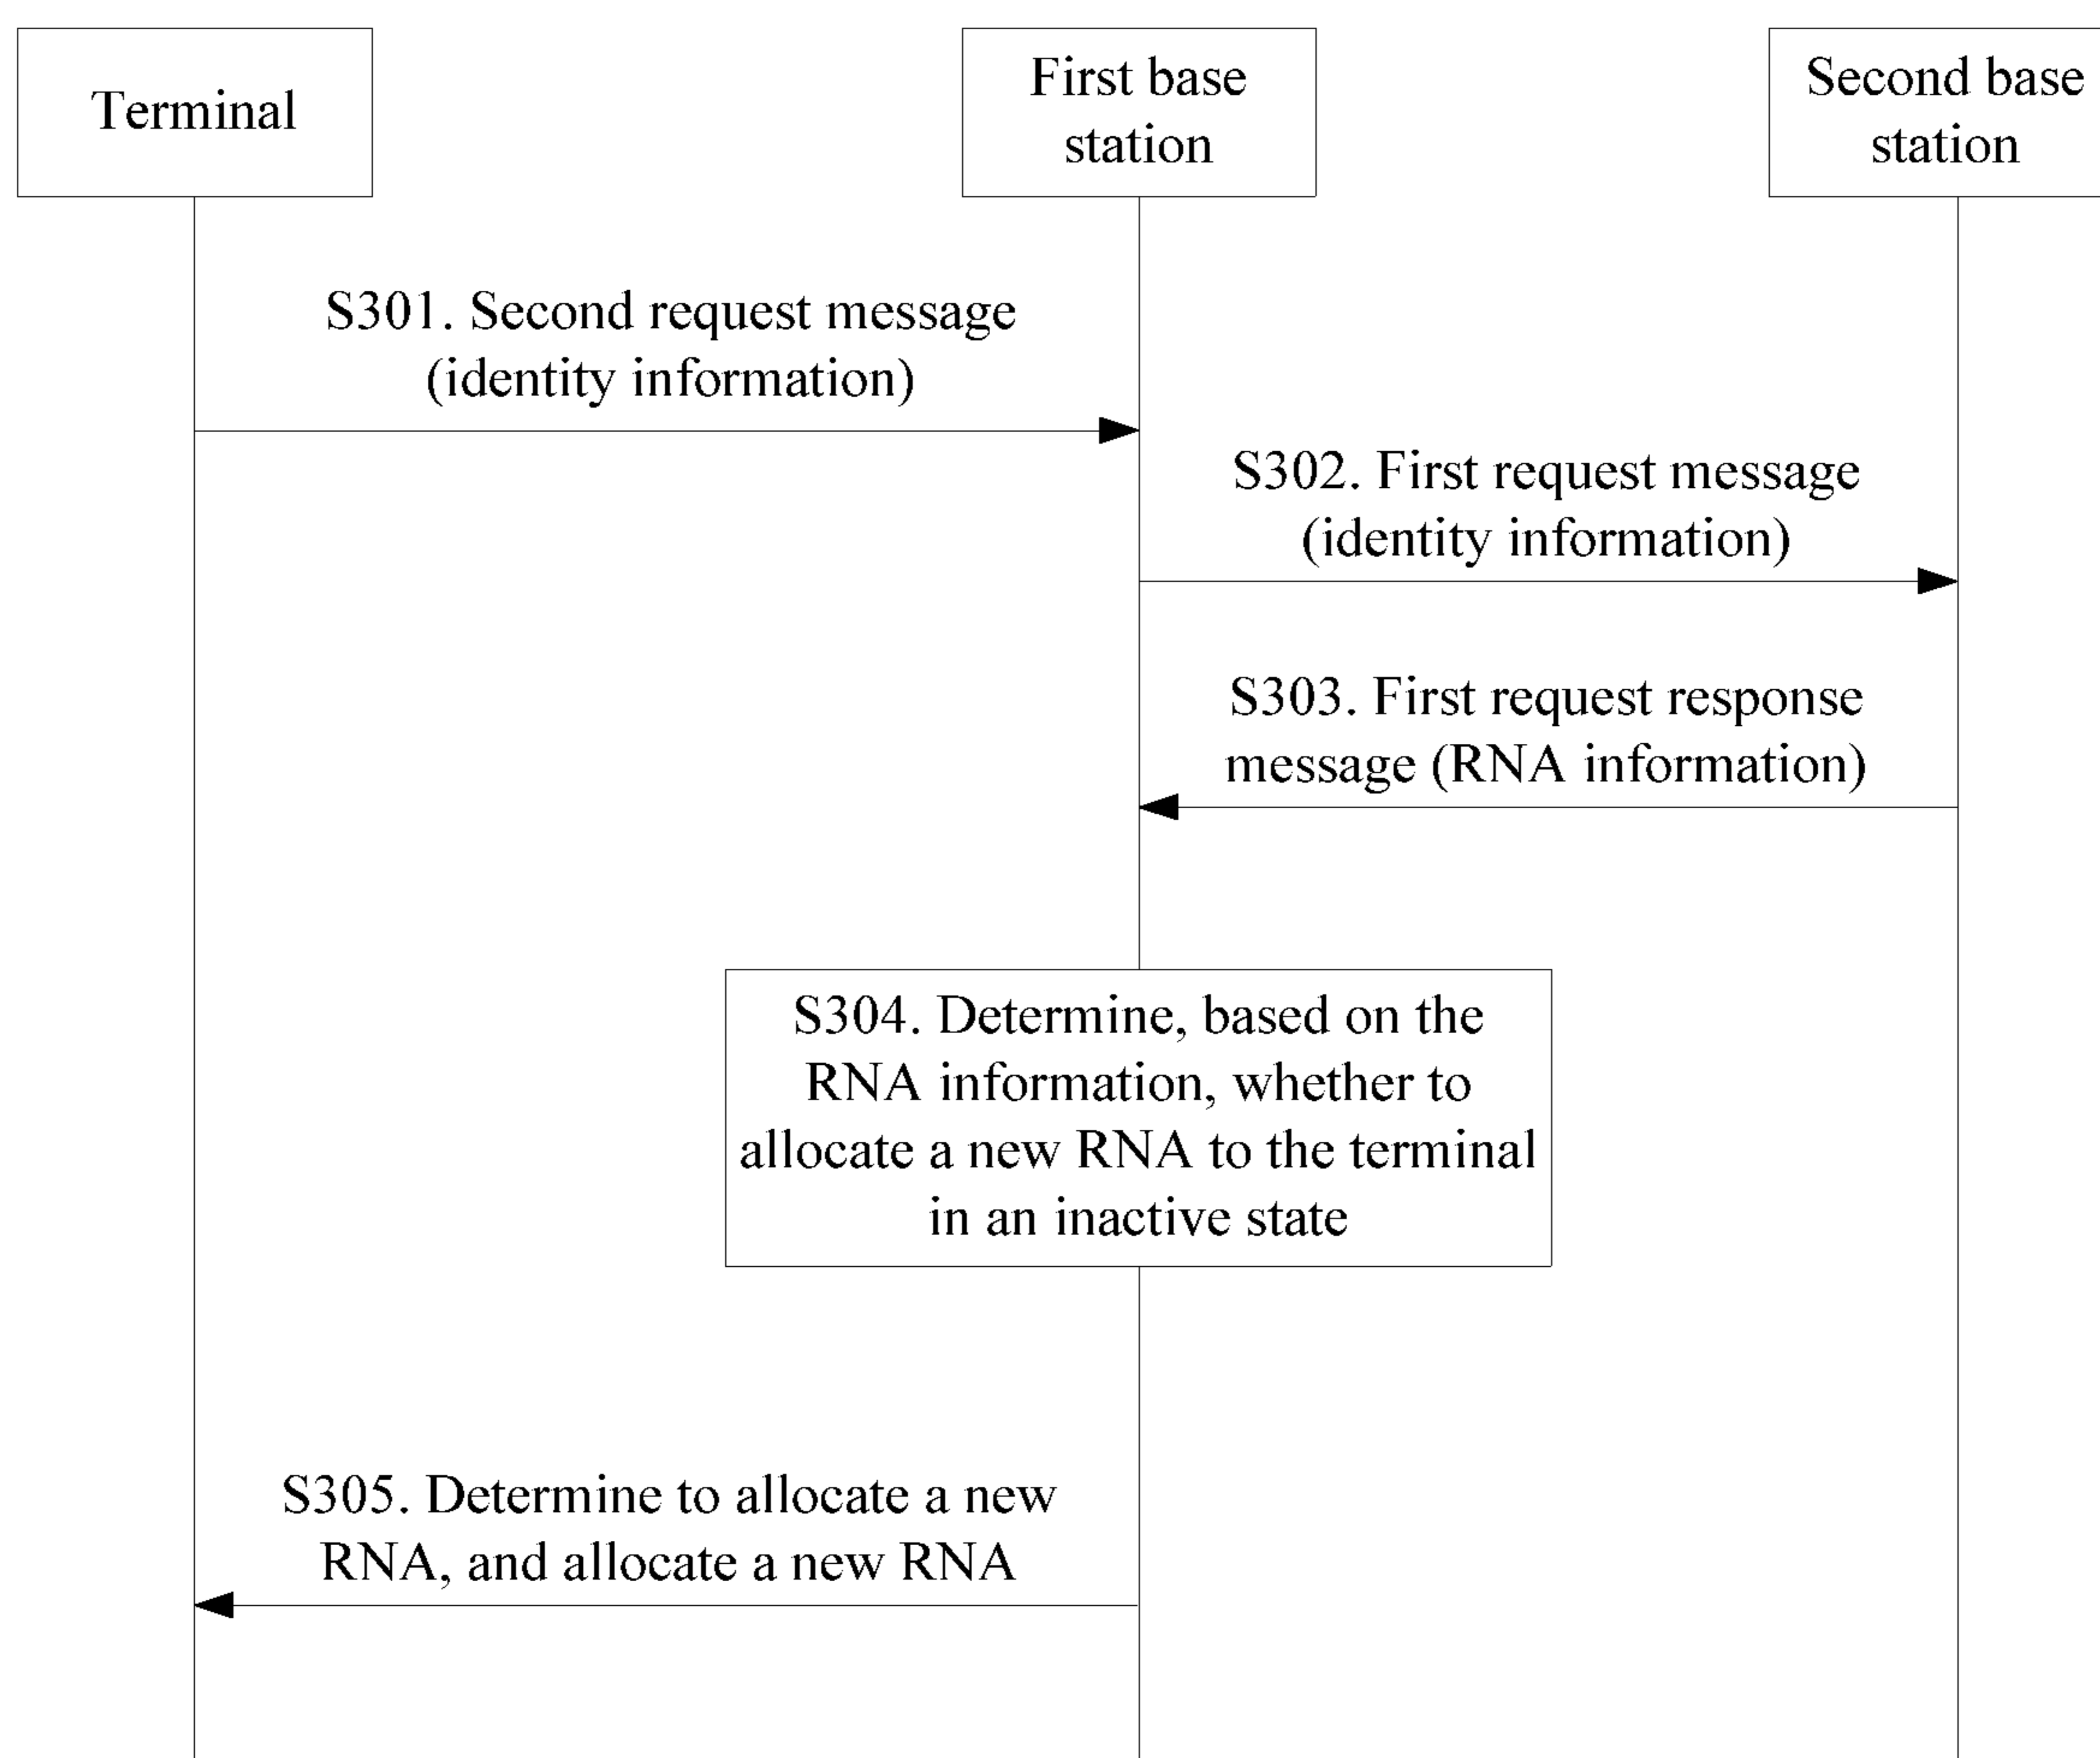 Terminal
First base
station
Second base
station
S301. Second request message
(identity information)
S302. First request message
(identity information)
S303. First request response
message (RNA information)
S304. Determine, based on the
RNA information, whether to
allocate a new RNA to the terminal
in an inactive state
S305. Determine to allocate a new
RNA, and allocate a new RNA